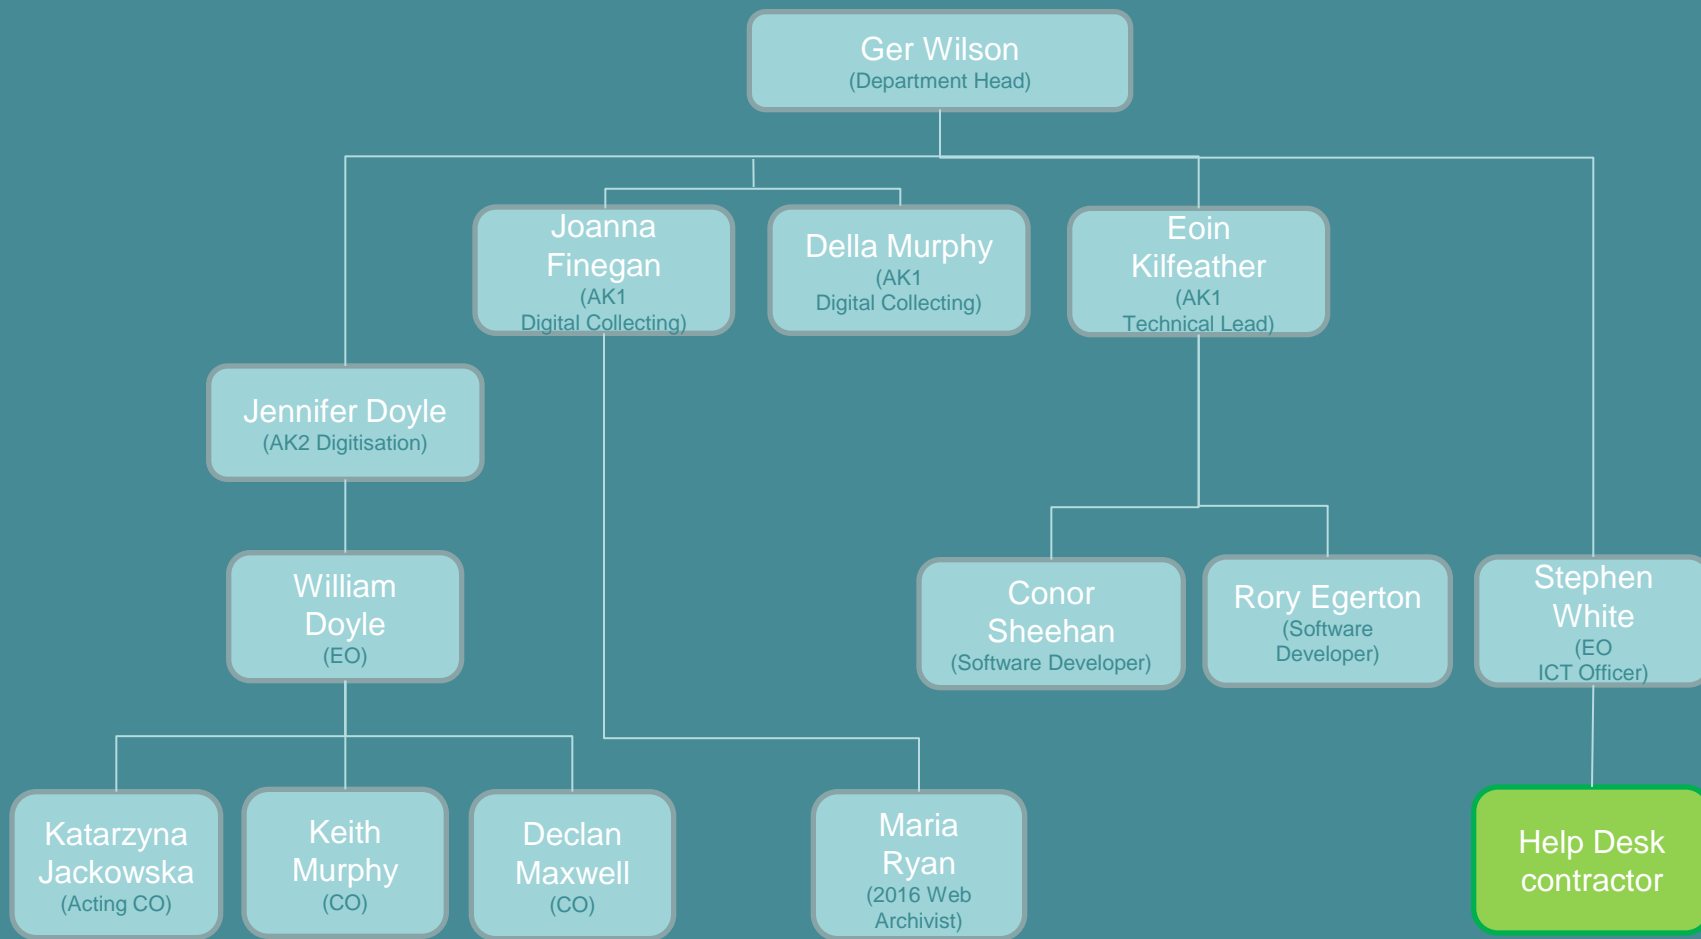 Ger Wilson
(Department Head)
Joanna
Finegan
(AK1
Digital Collecting)
Della Murphy
(AK1
Digital Collecting)
Eoin
Kilfeather
(AK1
Technical Lead)
Jennifer Doyle
(AK2 Digitisation)
William
Doyle
(EO)
Conor
Sheehan
(Software Developer)
Rory Egerton
(Software
Developer)
Stephen
White
(EO
ICT Officer)
Katarzyna
Jackowska
(Acting CO)
Keith
Murphy
(CO)
Declan
Maxwell
(CO)
Maria
Ryan
(2016 Web
Archivist)
Help Desk
contractor